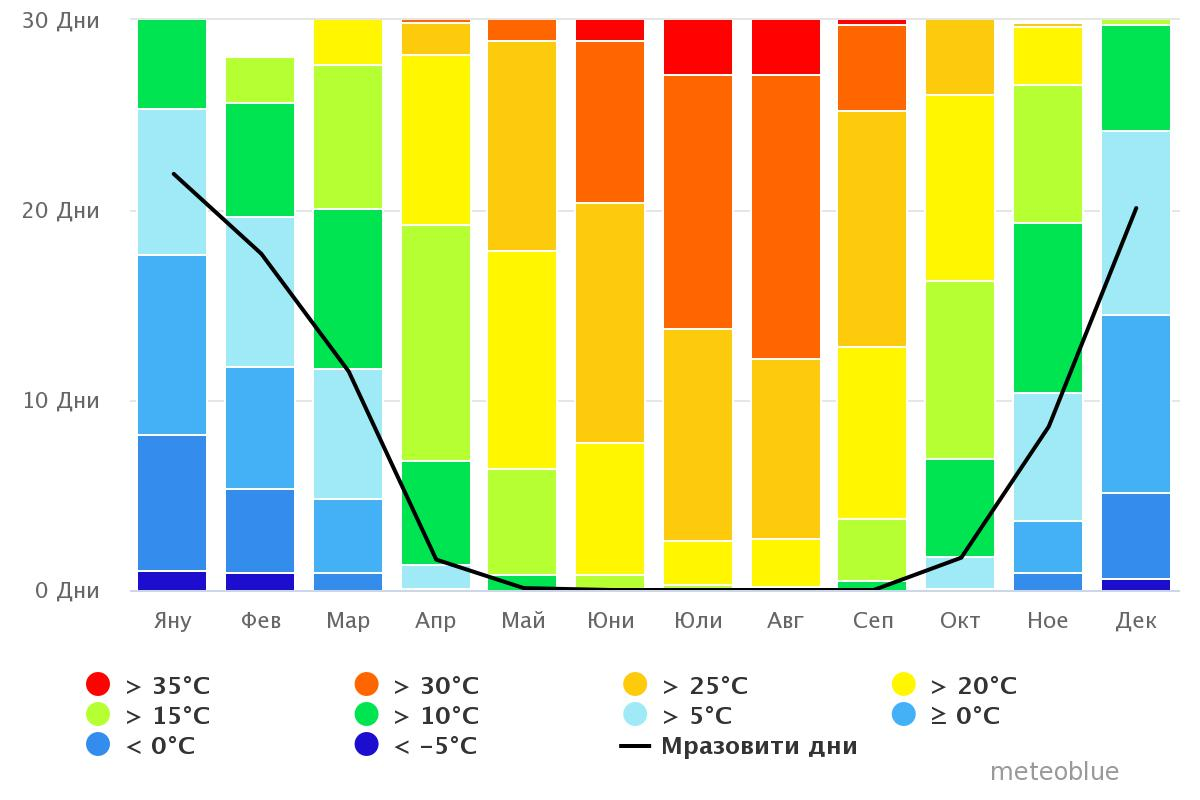 30 Дни
20 Дни
10 Дни
0 Дни
Яну Фев Мар Апр Май Юни Юли Авг Сеп Окт Ное Дек
> 35°C > 30°C > 25°C > 20°C
> 15°C > 10°C > 5°C ≥ 0°C
< 0°C < −5°C Мразовити дни
meteoblue